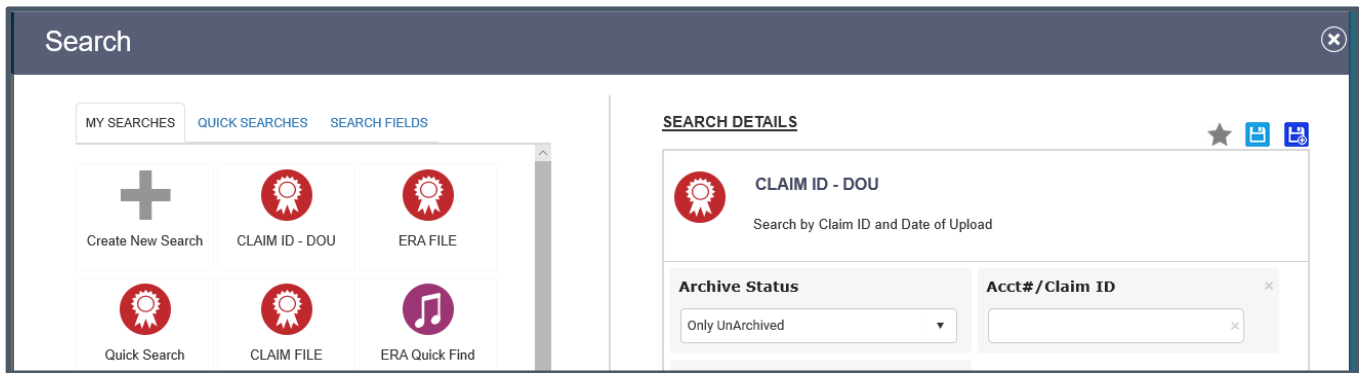 Search
MY SEARCHES QUICK SEARCHES SEARCH FIELDS
Create New Search CLAIM ID - DOU ERA FILE
Quick Search CLAIM FILE ERA Quick Find
SEARCH DETAILS
CLAIM ID - DOU
Search by Claim ID and Date of Upload
Archive Status Acct#/Claim ID
Only UnArchived